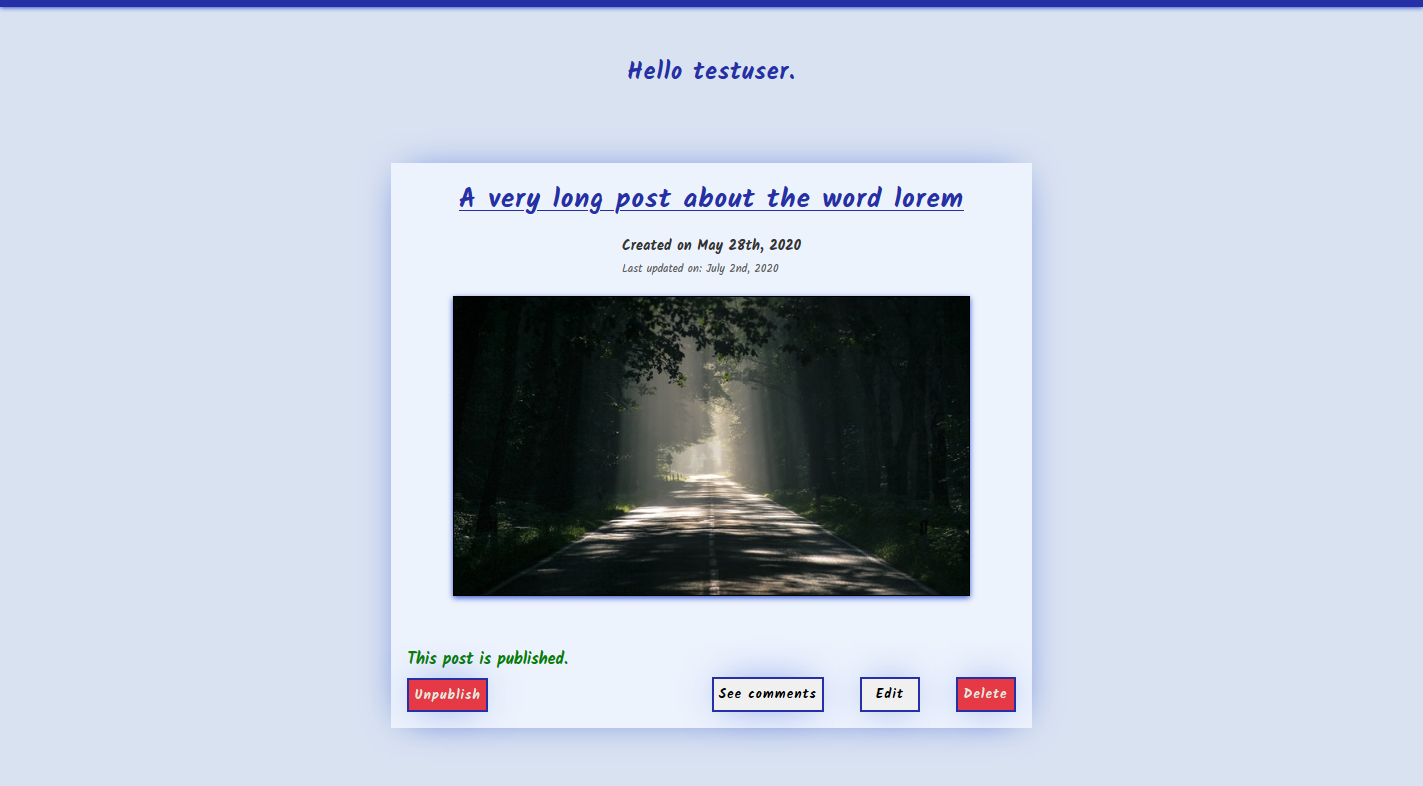 Hello testuser.
A very long post about the word lorem
Created on May 28th, 2020
Last updated on: July 2nd, 2020
This post is published.
Unpublish
See comments
Edit
Delete